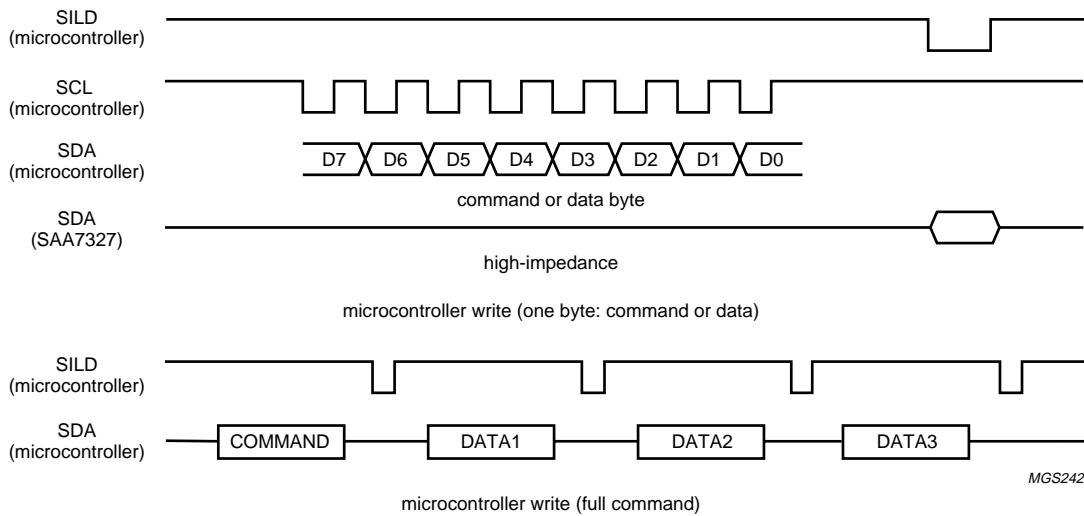 SILD
(microcontroller)
SCL
(microcontroller)
SDA
(microcontroller)
D7 D6 D5 D4 D3 D2 D1 D0
command or data byte
SDA
(SAA7327)
high-impedance
microcontroller write (one byte: command or data)
SILD
(microcontroller)
SDA
(microcontroller)
COMMAND DATA1 DATA2 DATA3
MGS242
microcontroller write (full command)